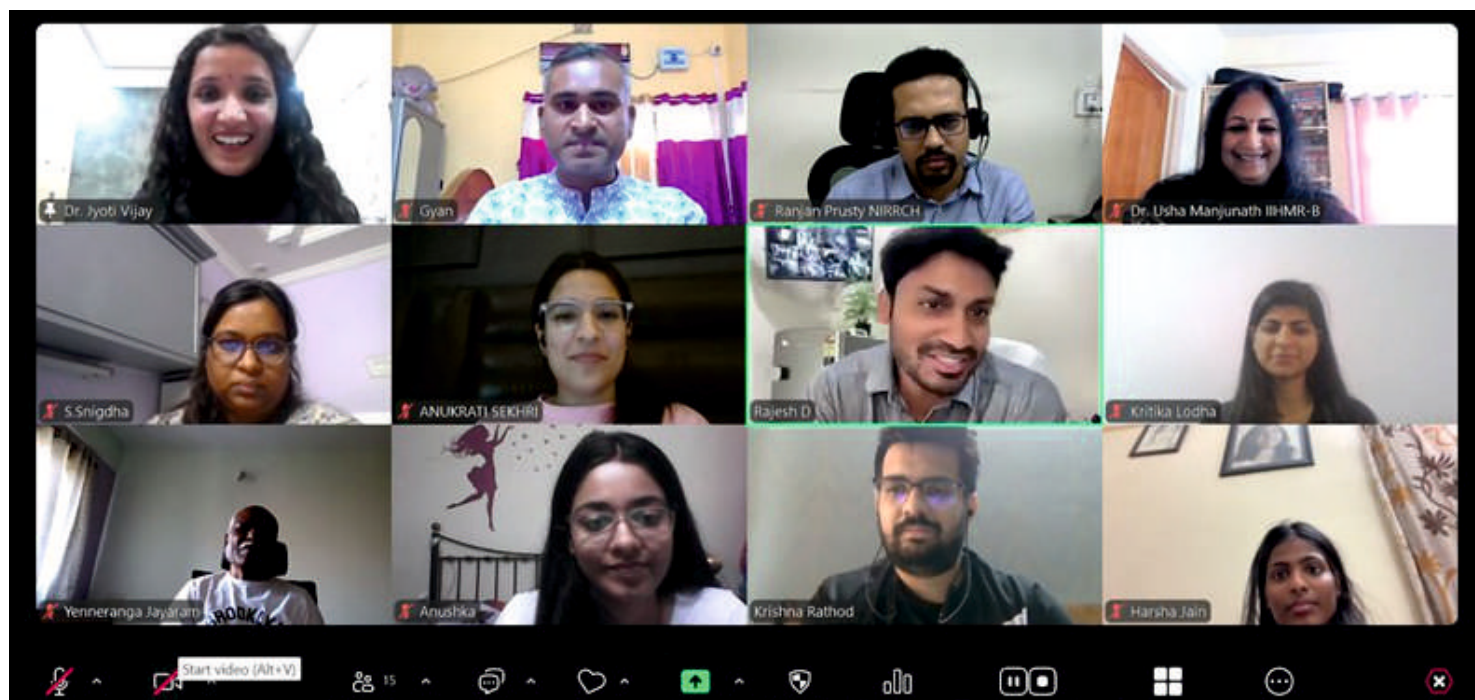 Dr. Jyoti Vijay
Gyan
Ranjan Prusty NIRRCH
Dr. Usha Manjunath IIHMR-B
S.Snigdha
ANUKRATI SEKHRI
Rajesh D
Kritika Lodha
Yenneranga Jayaram
Anushka
Krishna Rathod
Harsha Jain
Start video (Alt+V)
15